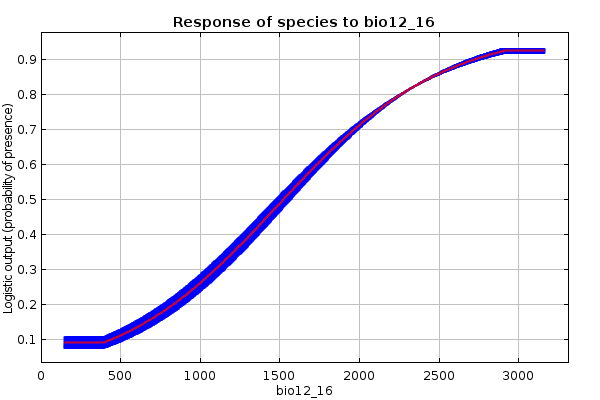 Response of species to bio12_16
Logistic output (probability of presence)
0.9
0.8
0.7
0.6
0.5
0.4
0.3
0.2
0.1
0 500 1000 1500 2000 2500 3000
bio12_16